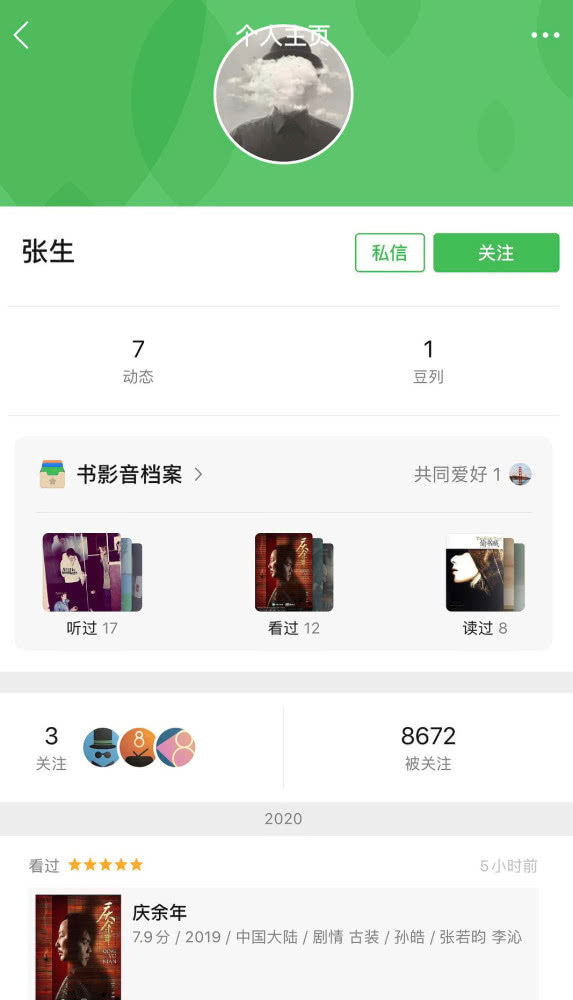 个人主页
张生
私信
关注
7
动态
1
豆列
书影音档案
共同爱好 1
听过 17
看过 12
读过 8
3
关注
8
8672
被关注
2020
看过
5小时前
庆余年
7.9分 / 2019 / 中国大陆 / 剧情 古装 / 孙皓 / 张若昀 李沁